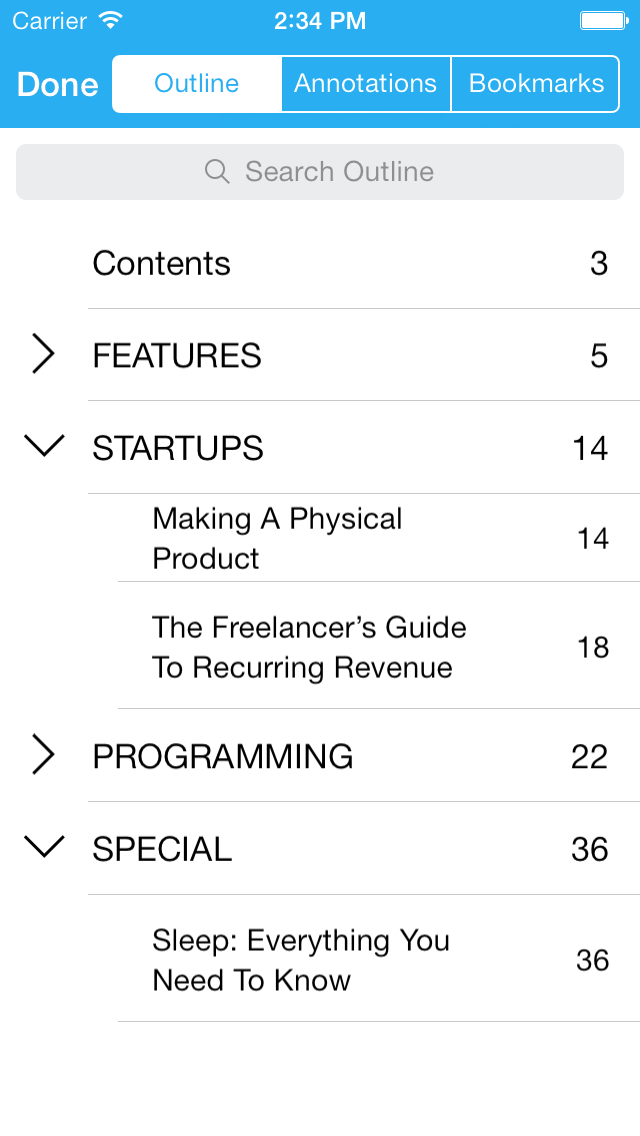 Carrier 2:34 PM
Done Outline Annotations Bookmarks
Search Outline
Contents 3
FEATURES 5
STARTUPS 14
Making A Physical
Product 14
The Freelancer’s Guide
To Recurring Revenue 18
PROGRAMMING 22
SPECIAL 36
Sleep: Everything You
Need To Know 36